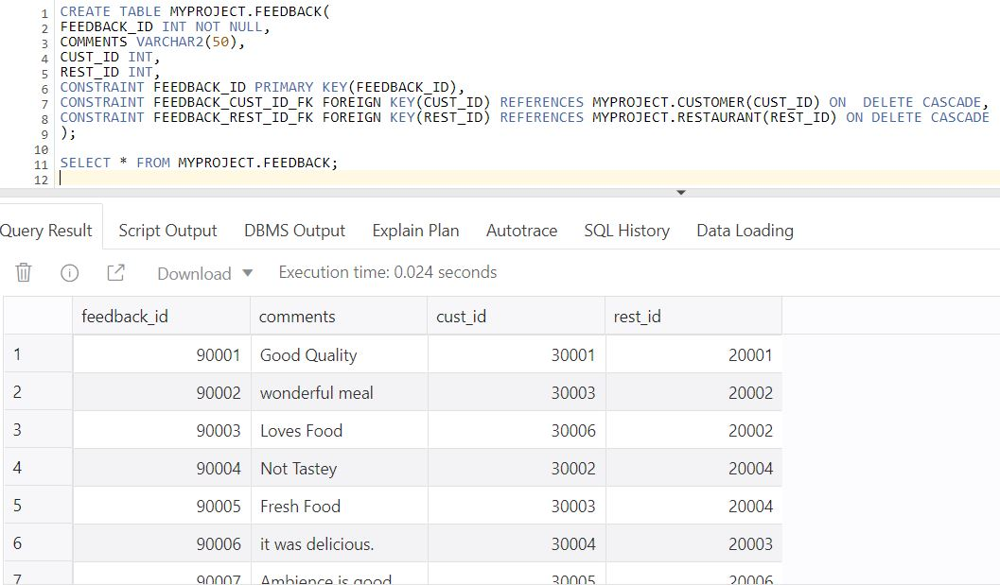 1 CREATE TABLE MYPROJECT.FEEDBACK(
2 FEEDBACK_ID INT NOT NULL,
3 COMMENTS VARCHAR2(50),
4 CUST_ID INT,
5 REST_ID INT,
6 CONSTRAINT FEEDBACK_ID PRIMARY KEY(FEEDBACK_ID),
7 CONSTRAINT FEEDBACK_CUST_ID_FK FOREIGN KEY(CUST_ID) REFERENCES MYPROJECT.CUSTOMER(CUST_ID) ON  DELETE CASCADE,
8 CONSTRAINT FEEDBACK_REST_ID_FK FOREIGN KEY(REST_ID) REFERENCES MYPROJECT.RESTAURANT(REST_ID) ON DELETE CASCADE
9 );
10
11 SELECT * FROM MYPROJECT.FEEDBACK;
12
Query Result Script Output DBMS Output Explain Plan Autotrace SQL History Data Loading
Download Execution time: 0.024 seconds
feedback_id comments cust_id rest_id
1 90001 Good Quality 30001 20001
2 90002 wonderful meal 30003 20002
3 90003 Loves Food 30006 20002
4 90004 Not Tastey 30002 20004
5 90005 Fresh Food 30003 20004
6 90006 it was delicious. 30004 20003
7 90007 Ambience is good 30005 20006